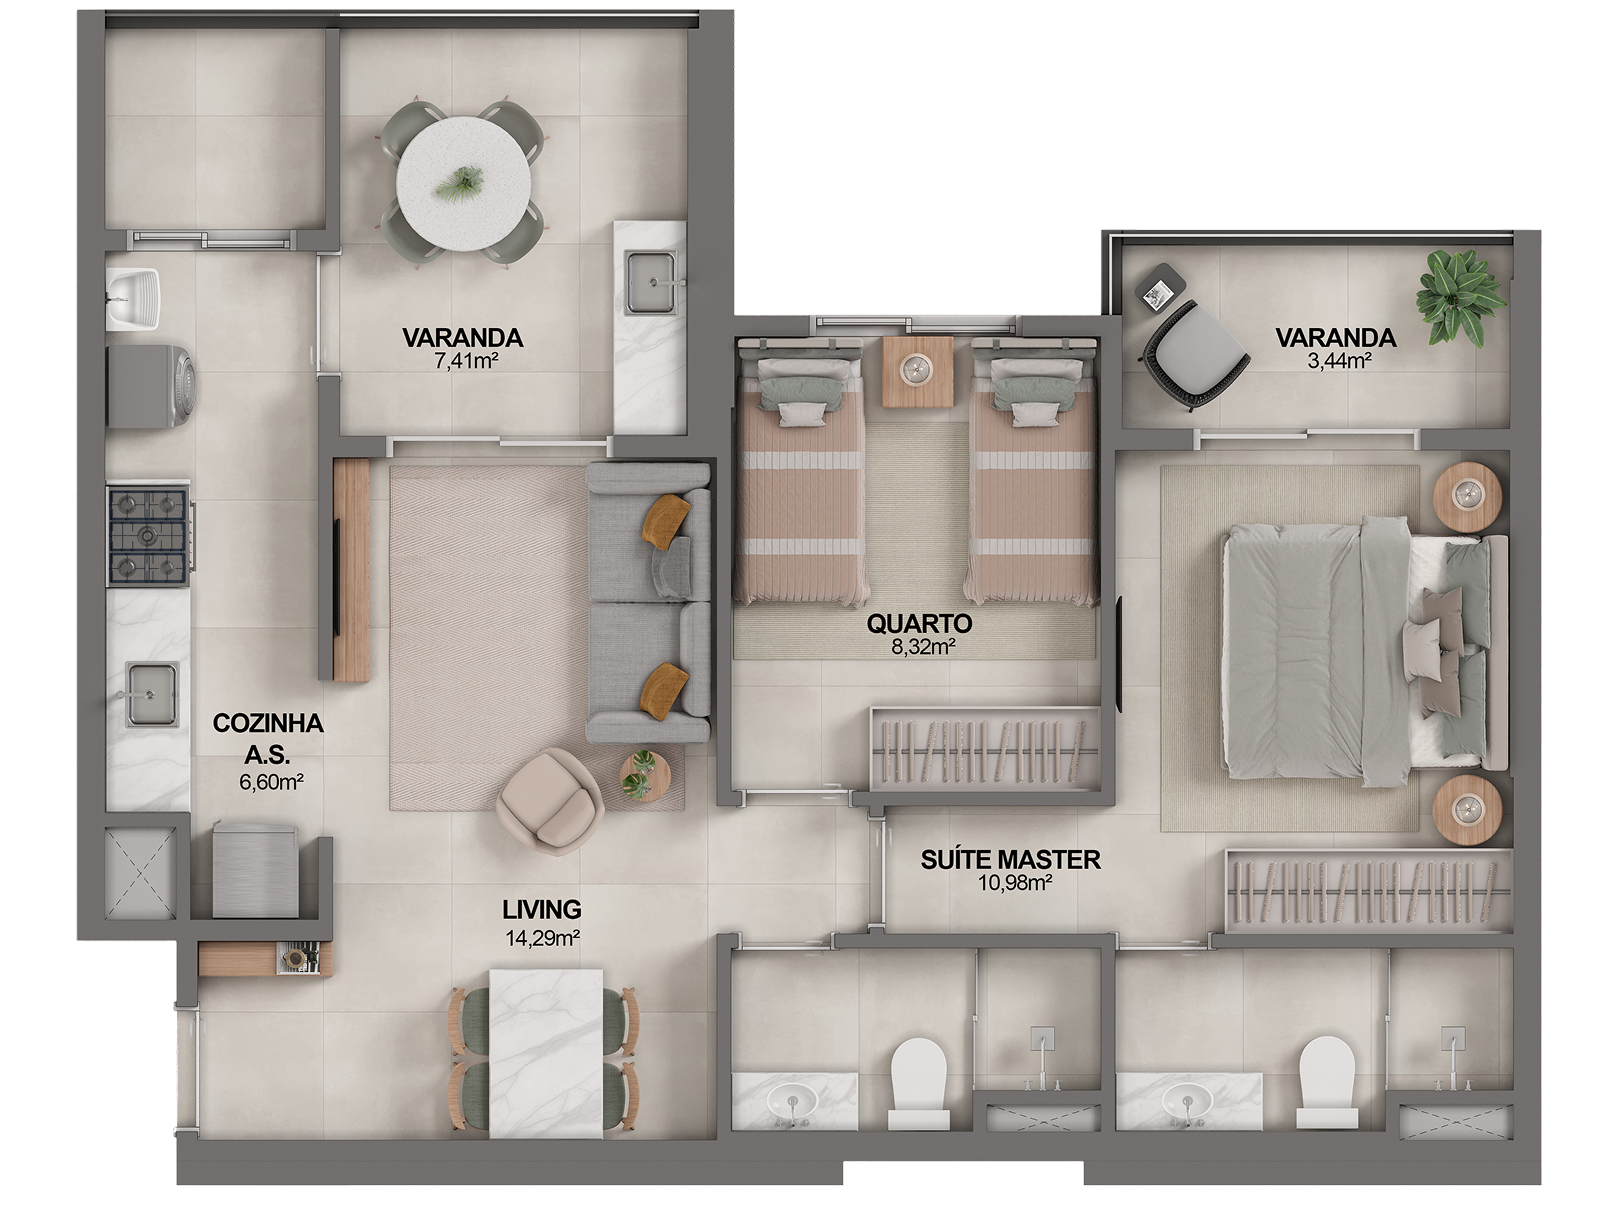 VARANDA
7,41m²
VARANDA
3,44m²
QUARTO
8,32m²
COZINHA
A.S.
6,60m²
SUÍTE MASTER
10,98m²
LIVING
14,29m²